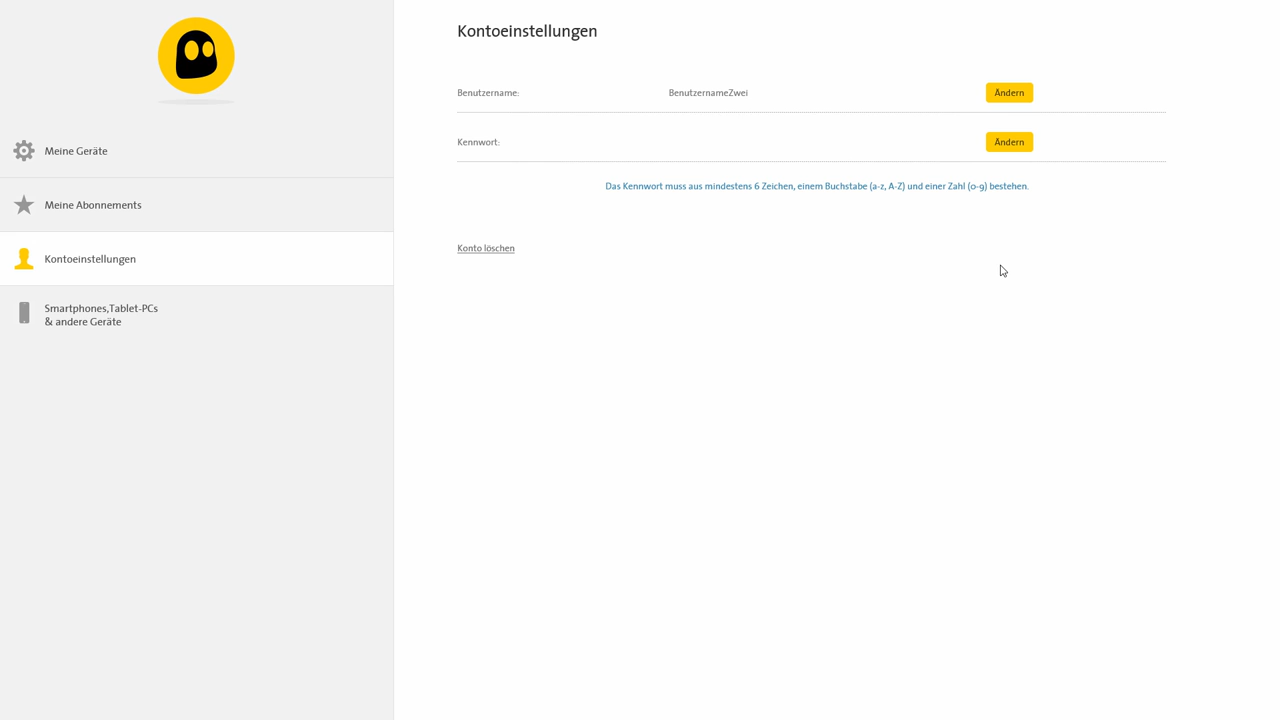 Kontoeinstellungen
Benutzername: BenutzernameZwei Ändern
Kennwort: Ändern
Das Kennwort muss aus mindestens 6 Zeichen, einem Buchstabe (a-z, A-Z) und einer Zahl (0-9) bestehen.
Konto löschen
Meine Geräte
Meine Abonnements
Kontoeinstellungen
Smartphones,Tablet-PCs
& andere Geräte